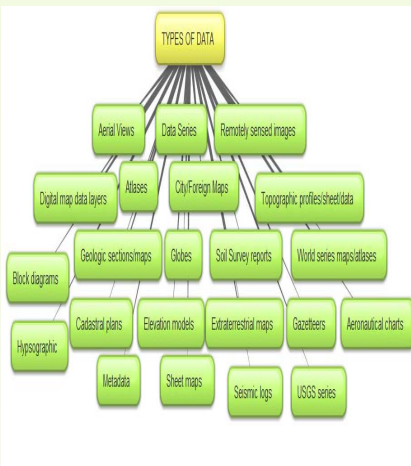 TYPES OF DATA
Aerial Views
Data Series
Remotely sensed images
Digital map data layers
Atlases
City/Foreign Maps
Topographic profiles/sheet/data
Block diagrams
Geologic sections/maps
Globes
Soil Survey reports
World series maps/atlases
Hypsographic
Cadastral plans
Elevation models
Extraterrestrial maps
Gazetteers
Aeronautical charts
Metadata
Sheet maps
Seismic logs
USGS series